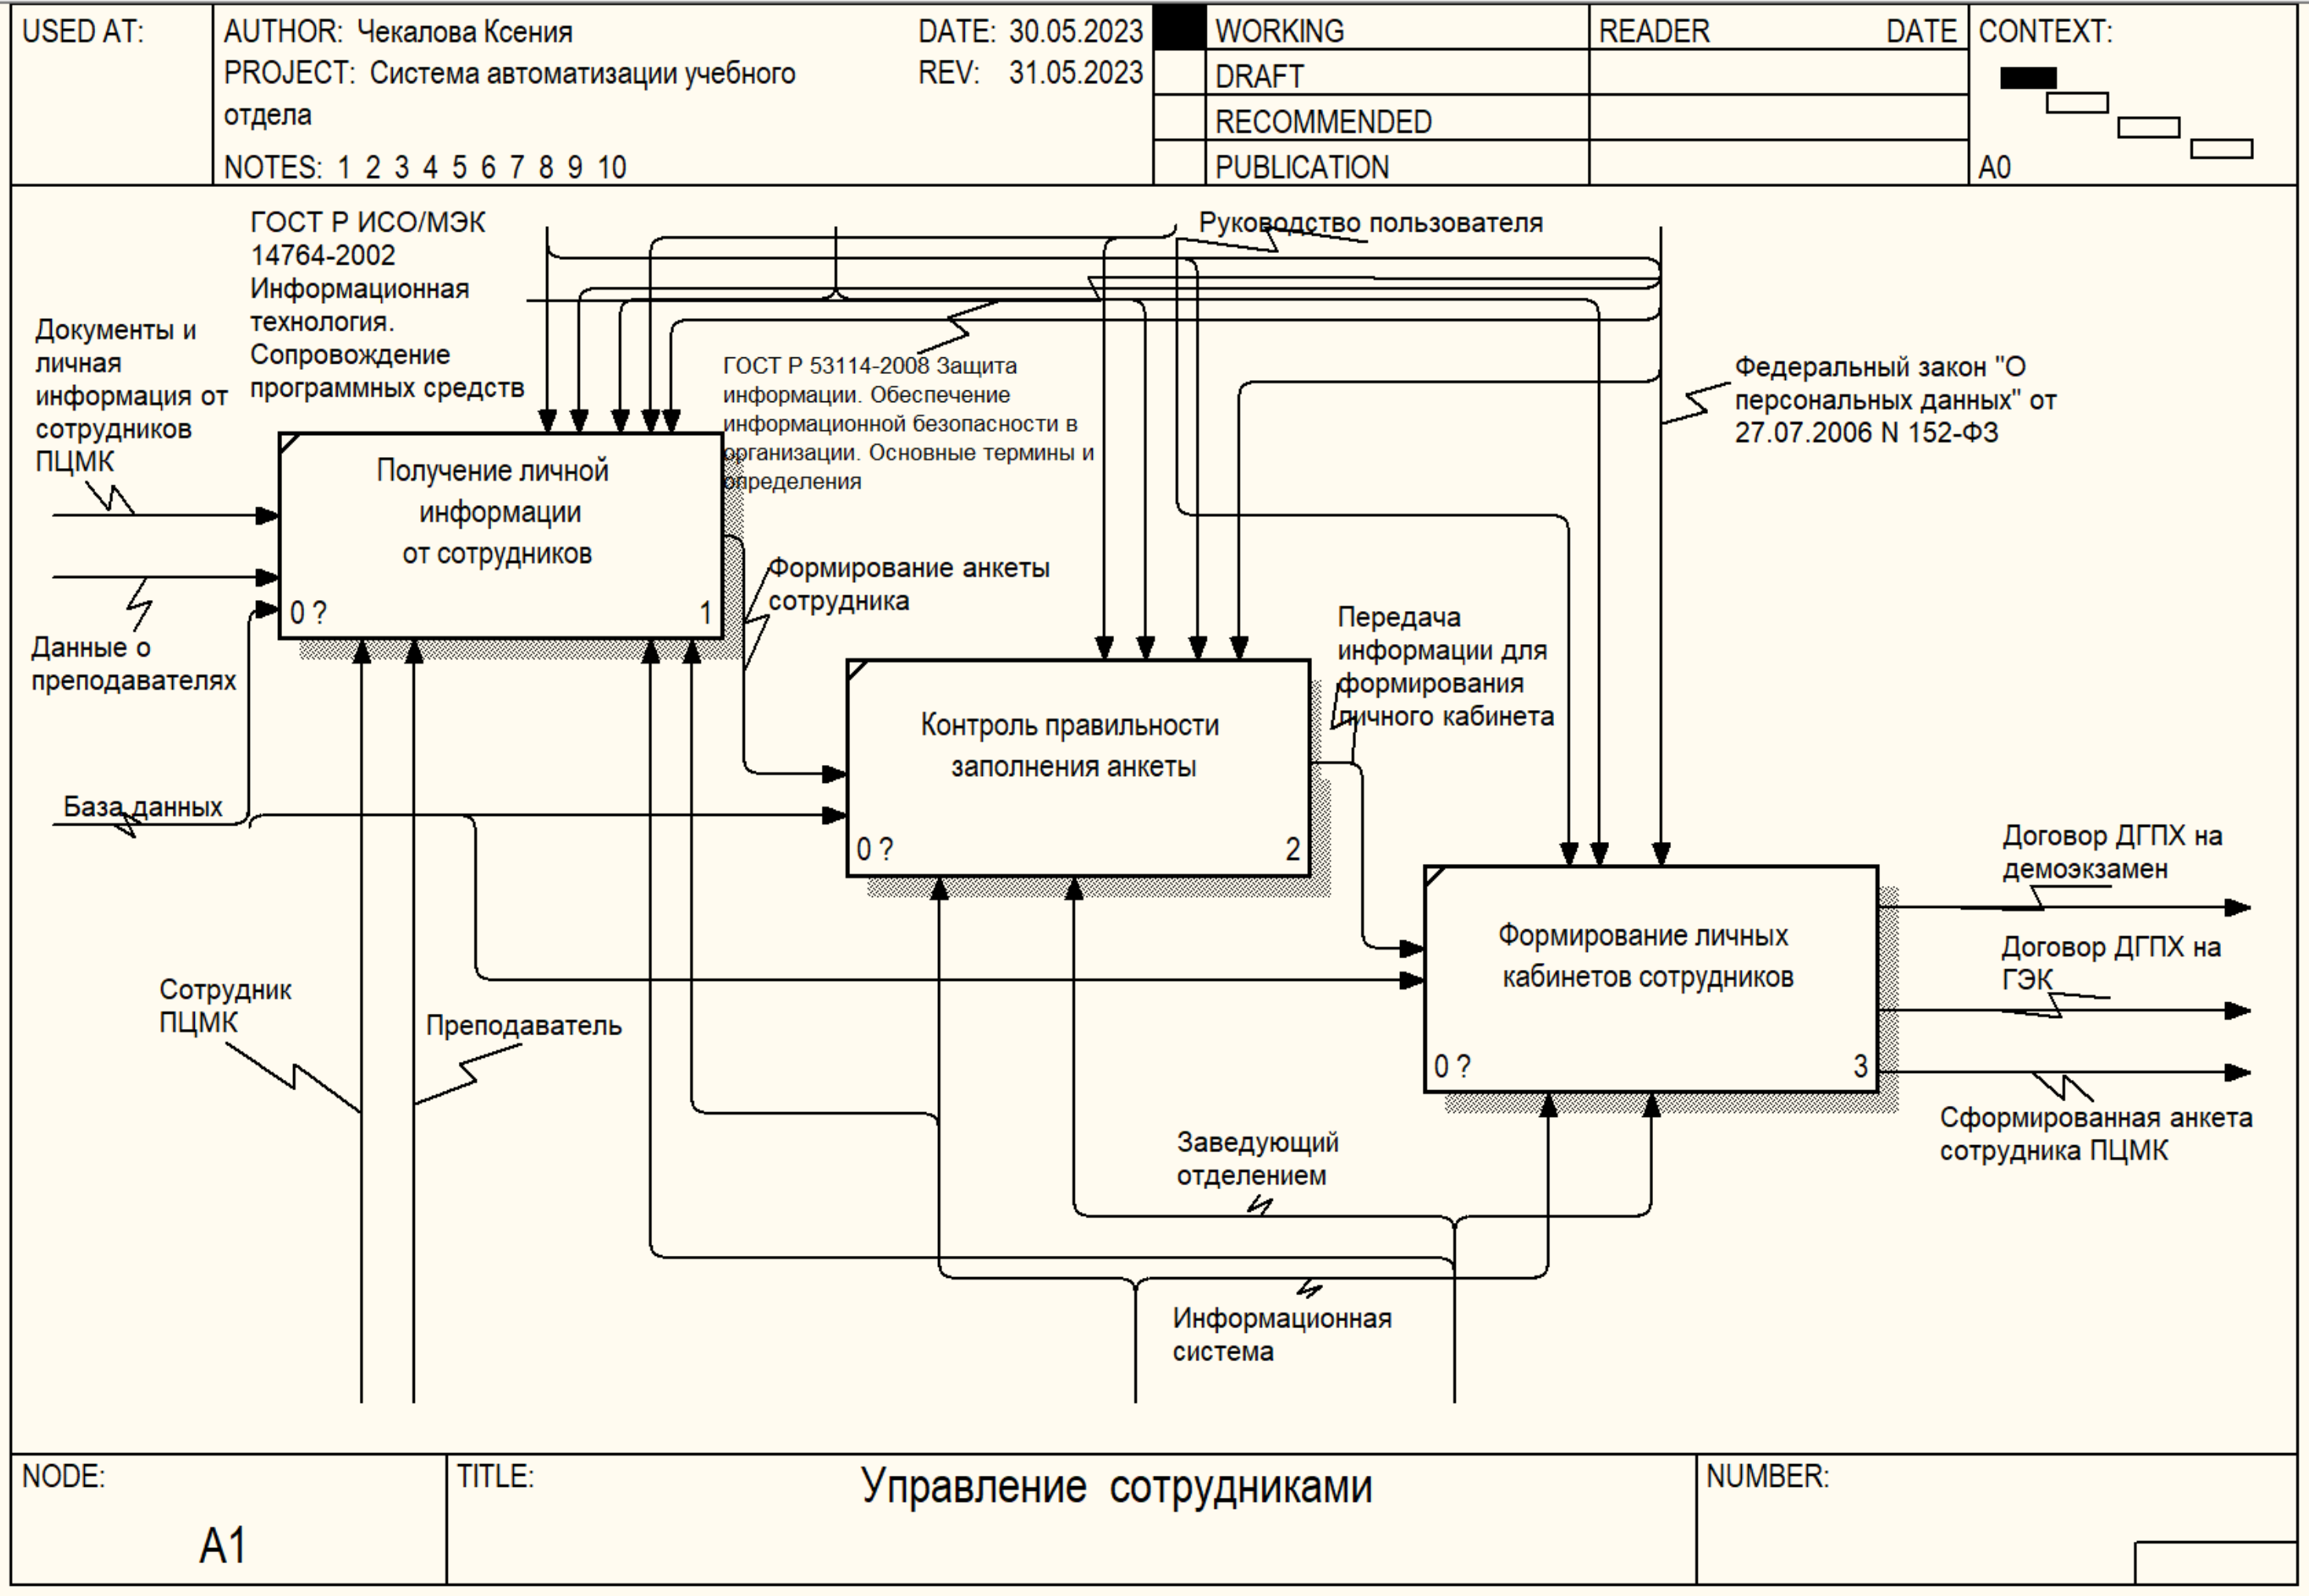 USED AT:
AUTHOR: Чекалова Ксения
DATE: 30.05.2023
PROJECT: Система автоматизации учебного
отдела
REV: 31.05.2023
NOTES: 1 2 3 4 5 6 7 8 9 10
WORKING
DRAFT
RECOMMENDED
PUBLICATION
READER DATE
CONTEXT:
A0
ГОСТ Р ИСО/МЭК
14764-2002
Информационная
технология.
Сопровождение
программных средств
Руководство пользователя
Документы и
личная
информация от
сотрудников
ПЦМК
ГОСТ Р 53114-2008 Защита
информации. Обеспечение
информационной безопасности в
организации. Основные термины и
определения
Федеральный закон "О
персональных данных" от
27.07.2006 N 152-ФЗ
Получение личной
информации
от сотрудников
0 ? 1
Данные о
преподавателях
Формирование анкеты
сотрудника
Передача
информации для
формирования
личного кабинета
Контроль правильности
заполнения анкеты
0 ? 2
База данных
Формирование личных
кабинетов сотрудников
0 ? 3
Договор ДГПХ на
демоэкзамен
Договор ДГПХ на
ГЭК
Сформированная анкета
сотрудника ПЦМК
Сотрудник
ПЦМК
Преподаватель
Заведующий
отделением
Информационная
система
NODE:
A1
TITLE:
Управление сотрудниками
NUMBER: